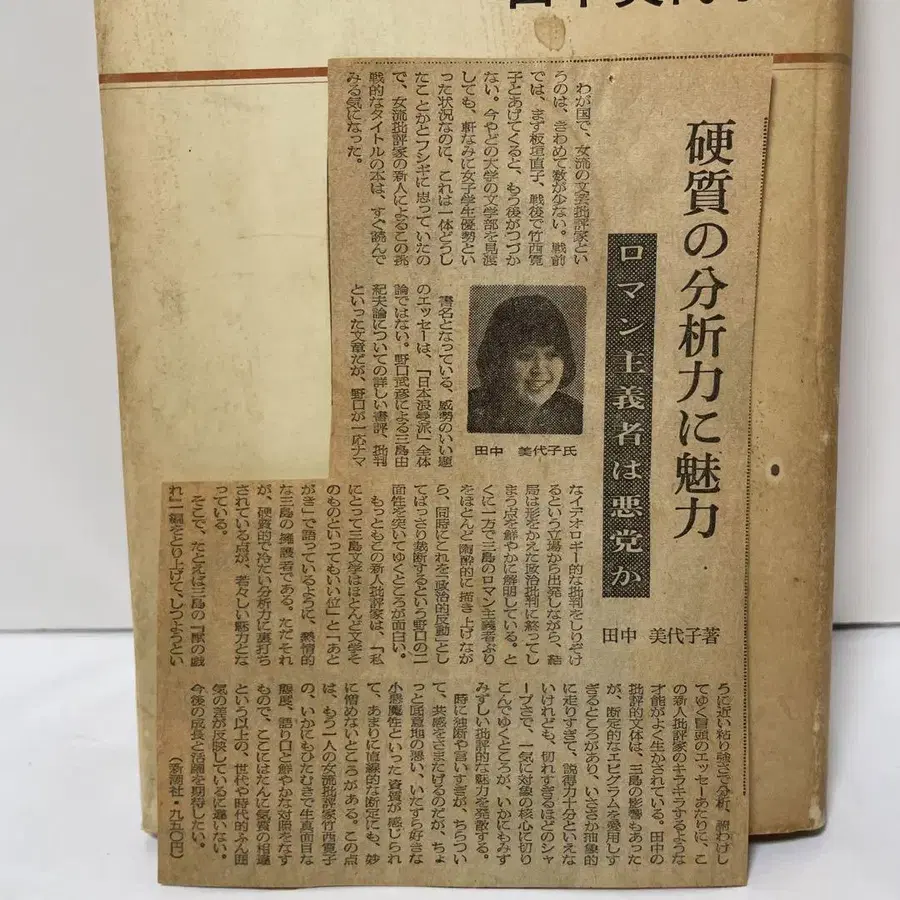 田中美代子
硬質の分析力に魅力
ロマン主義者は悪党か
田中 美代子著
わが国で、女流の文芸批評家とい
うのは、きわめて数が少ない。戦前
では、まず板垣直子、戦後で竹西寛
子とあげてくると、もう後がつづか
ない。今やどの大学の文学部を見渡
しても、軒なみに女子学生優勢とい
った状況なのに、これは一体どうし
たことかとフシギに思っていたの
で、女流批評家の新人によるこの挑
戦的なタイトルの本は、すぐ読んで
みる気になった。
田中 美代子氏
書名となっている、威勢のいい題
のエッセーは、「日本浪曼派」全体
論ではない。野口武彦による三島由
紀夫論についての詳しい書評、批判
といった文章だが、野口が一応ナマ
なイデオロギー的な批判をしりぞけ
るという立場から出発しながら、結
局は形をかえた政治批判に終ってし
まう点を鮮やかに解明している。と
くに一方で三島のロマン主義者ぶり
をほとんど陶酔的に描き上げなが
ら、同時にこれを「政治的反動」とし
てばっさり裁断するという野口の二
面性を突いてゆくところが面白い。
もっともこの新人批評家は、「私
にとって三島文学はほとんど文学そ
のものといってもいい位」と「あと
がき」で語っているように、熱情的
な三島の擁護者である。ただそれ
が、硬質的で冷たい分析力に裏打ち
されている点が、若々しい魅力とな
っている。
そこで、たとえば三島の「獣の戯
れ」一編をとり上げて、しつようとい
うに近い粘り強さで分析、腑わけし
てゆく冒頭のエッセーあたりに、こ
の新人批評家のキラキラするような
才能がよく生かされている。田中の
批評的文体は、三島の影響もあった
が、断定的なエピグラムを愛用しす
ぎるところがあり、いささか抽象的
に走りすぎて、説得力十分といえな
いけれども、切れすぎるほどのシャ
ープさで、一気に対象の核心に切り
こんでゆくところが、いかにもみず
みずしい批評的な魅力を発散する。
時に独断や言いすぎが、ちらつい
て、共感をさまたげるのだが、ちょ
っと底意地の悪い、いたずら好きな
小悪魔性といった資質が感じられ
て、あまりに直線的な断定にも、妙
に憎めないところがある。この点
は、もう一人の女流批評家竹西寛子
の、いかにもひたむきで生真面目な
態度、語り口と鮮やかな対照をなす
もので、ここにはたんに気質の相違
という以上の、世代や時代的ふん囲
気の差が反映しているに違いない。
今後の成長と活躍を期待したい。
（新潮社・九五〇円）